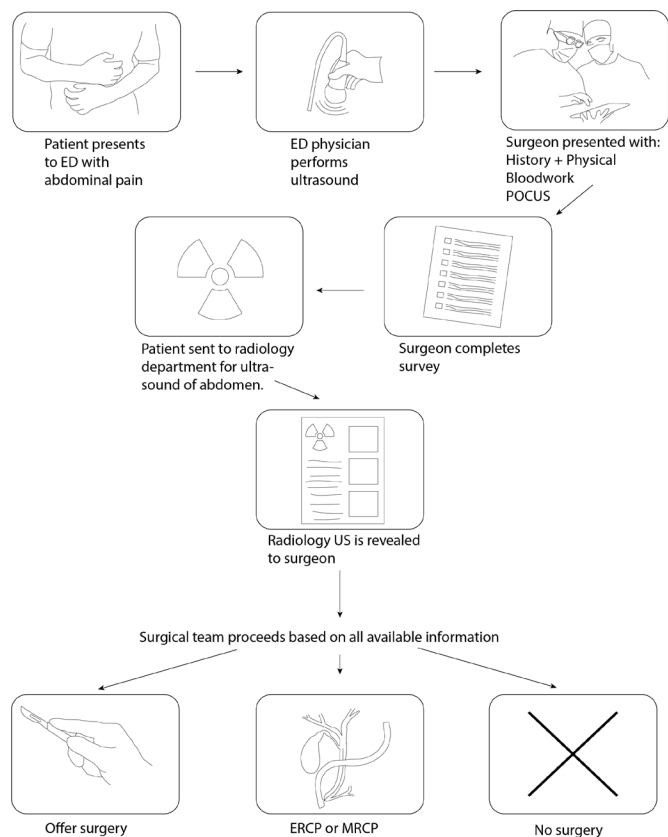 Patient presents
to ED with
abdominal pain
ED physician
performs
ultrasound
Surgeon presented with:
History + Physical
Bloodwork
POCUS
Patient sent to radiology
department for ultra-
sound of abdomen.
Surgeon completes
survey
Radiology US is revealed
to surgeon
Surgical team proceeds based on all available information
Offer surgery
ERCP or MRCP
No surgery